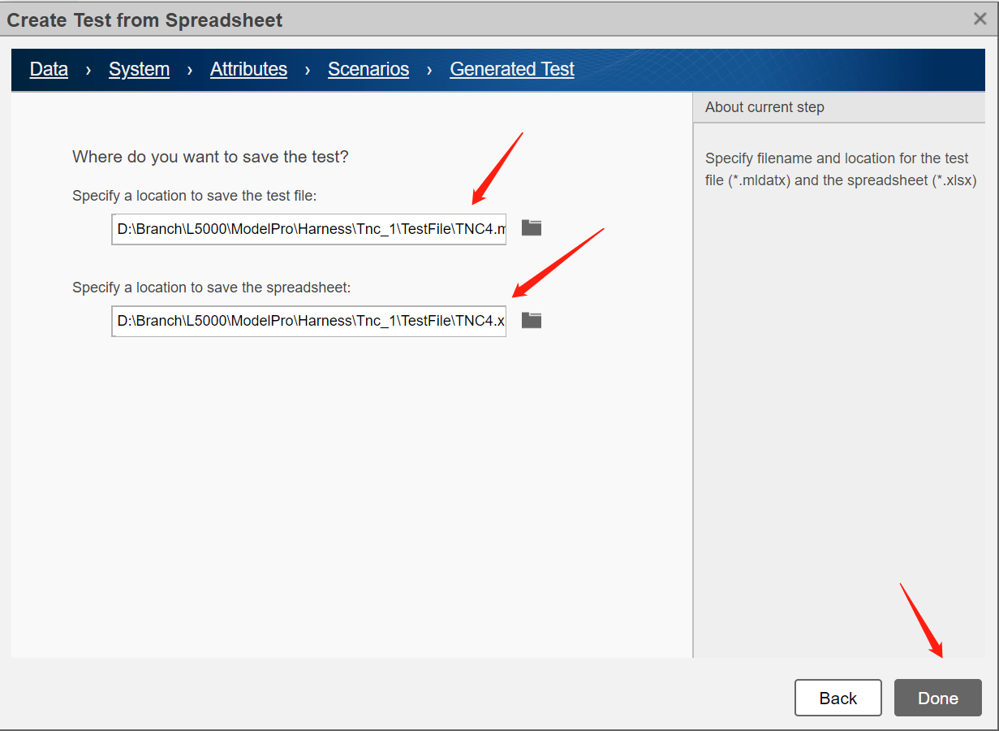 Create Test from Spreadsheet
Data › System › Attributes › Scenarios › Generated Test
About current step
Where do you want to save the test?
Specify filename and location for the test
file (*.mldatx) and the spreadsheet (*.xlsx)
Specify a location to save the test file:
D:\Branch\L5000\ModelPro\Harness\Tnc_1\TestFile\TNC4.m
Specify a location to save the spreadsheet:
D:\Branch\L5000\ModelPro\Harness\Tnc_1\TestFile\TNC4.x
Back
Done